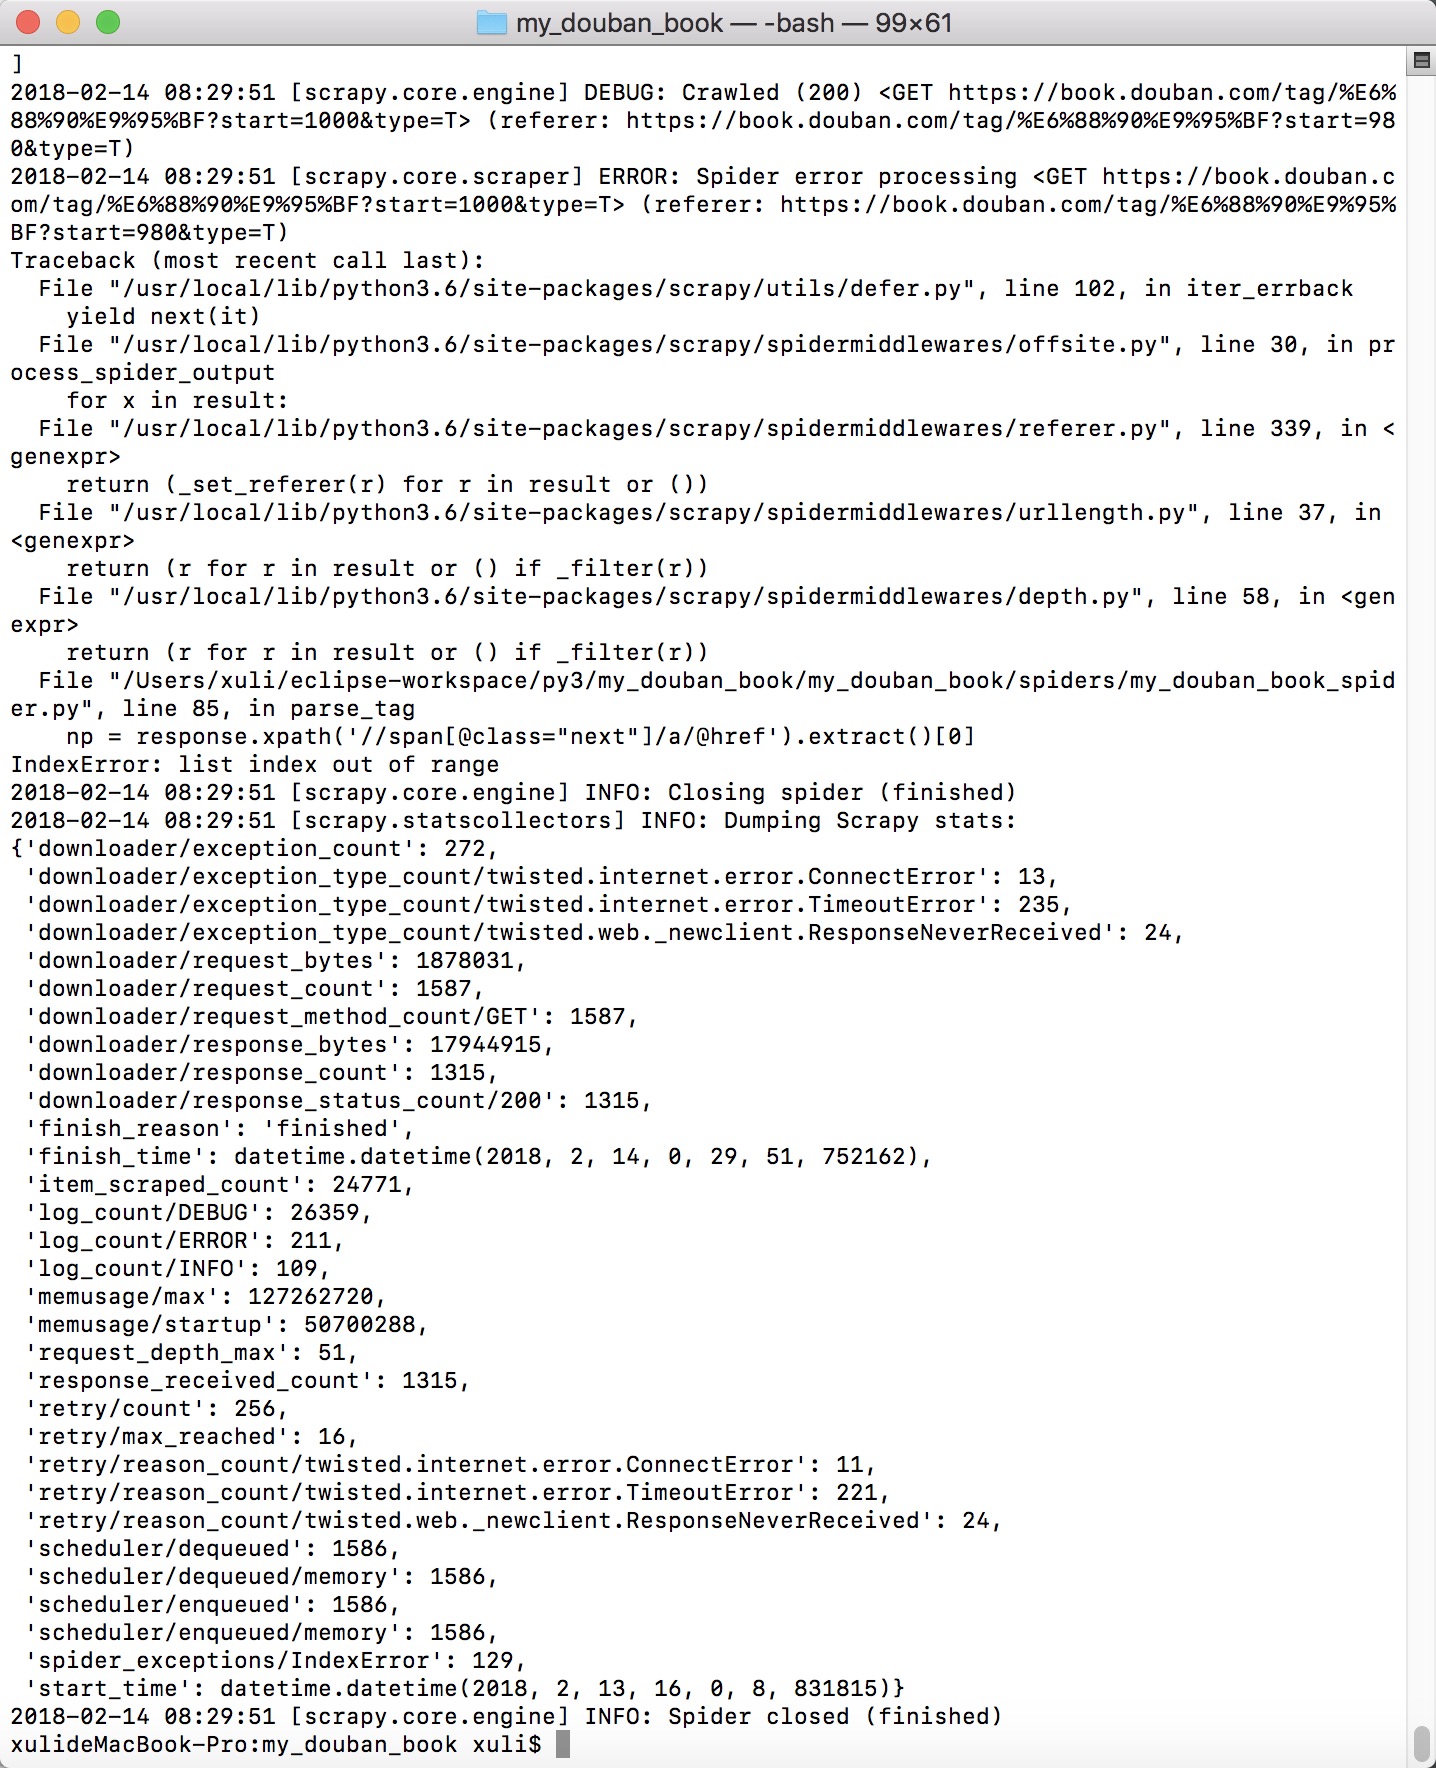 my_douban_book — -bash — 99×61
]
2018-02-14 08:29:51 [scrapy.core.engine] DEBUG: Crawled (200) <GET https://book.douban.com/tag/%E6%
88%90%E9%95%BF?start=1000&type=T> (referer: https://book.douban.com/tag/%E6%88%90%E9%95%BF?start=98
0&type=T)
2018-02-14 08:29:51 [scrapy.core.scraper] ERROR: Spider error processing <GET https://book.douban.c
om/tag/%E6%88%90%E9%95%BF?start=1000&type=T> (referer: https://book.douban.com/tag/%E6%88%90%E9%95%
BF?start=980&type=T)
Traceback (most recent call last):
  File "/usr/local/lib/python3.6/site-packages/scrapy/utils/defer.py", line 102, in iter_errback
    yield next(it)
  File "/usr/local/lib/python3.6/site-packages/scrapy/spidermiddlewares/offsite.py", line 30, in pr
ocess_spider_output
    for x in result:
  File "/usr/local/lib/python3.6/site-packages/scrapy/spidermiddlewares/referer.py", line 339, in <
genexpr>
    return (_set_referer(r) for r in result or ())
  File "/usr/local/lib/python3.6/site-packages/scrapy/spidermiddlewares/urllength.py", line 37, in 
<genexpr>
    return (r for r in result or () if _filter(r))
  File "/usr/local/lib/python3.6/site-packages/scrapy/spidermiddlewares/depth.py", line 58, in <gen
expr>
    return (r for r in result or () if _filter(r))
  File "/Users/xuli/eclipse-workspace/py3/my_douban_book/my_douban_book/spiders/my_douban_book_spid
er.py", line 85, in parse_tag
    np = response.xpath('//span[@class="next"]/a/@href').extract()[0]
IndexError: list index out of range
2018-02-14 08:29:51 [scrapy.core.engine] INFO: Closing spider (finished)
2018-02-14 08:29:51 [scrapy.statscollectors] INFO: Dumping Scrapy stats:
{'downloader/exception_count': 272,
 'downloader/exception_type_count/twisted.internet.error.ConnectError': 13,
 'downloader/exception_type_count/twisted.internet.error.TimeoutError': 235,
 'downloader/exception_type_count/twisted.web._newclient.ResponseNeverReceived': 24,
 'downloader/request_bytes': 1878031,
 'downloader/request_count': 1587,
 'downloader/request_method_count/GET': 1587,
 'downloader/response_bytes': 17944915,
 'downloader/response_count': 1315,
 'downloader/response_status_count/200': 1315,
 'finish_reason': 'finished',
 'finish_time': datetime.datetime(2018, 2, 14, 0, 29, 51, 752162),
 'item_scraped_count': 24771,
 'log_count/DEBUG': 26359,
 'log_count/ERROR': 211,
 'log_count/INFO': 109,
 'memusage/max': 127262720,
 'memusage/startup': 50700288,
 'request_depth_max': 51,
 'response_received_count': 1315,
 'retry/count': 256,
 'retry/max_reached': 16,
 'retry/reason_count/twisted.internet.error.ConnectError': 11,
 'retry/reason_count/twisted.internet.error.TimeoutError': 221,
 'retry/reason_count/twisted.web._newclient.ResponseNeverReceived': 24,
 'scheduler/dequeued': 1586,
 'scheduler/dequeued/memory': 1586,
 'scheduler/enqueued': 1586,
 'scheduler/enqueued/memory': 1586,
 'spider_exceptions/IndexError': 129,
 'start_time': datetime.datetime(2018, 2, 13, 16, 0, 8, 831815)}
2018-02-14 08:29:51 [scrapy.core.engine] INFO: Spider closed (finished)
xulideMacBook-Pro:my_douban_book xuli$